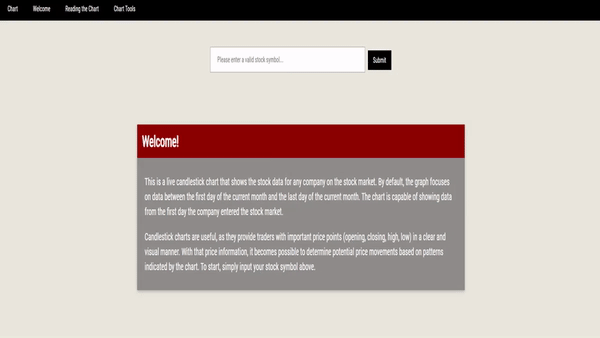 Chart Welcome Reading the Chart Chart Tools
Please enter a valid stock symbol... Submit
Welcome!
This is a live candlestick chart that shows the stock data for any company on the stock market. By default, the graph focuses
on data between the first day of the current month and the last day of the current month. The chart is capable of showing data
from the first day the company entered the stock market.
Candlestick charts are useful, as they provide traders with important price points (opening, closing, high, low) in a clear and
visual manner. With that price information, it becomes possible to determine potential price movements based on patterns
indicated by the chart. To start, simply input your stock symbol above.